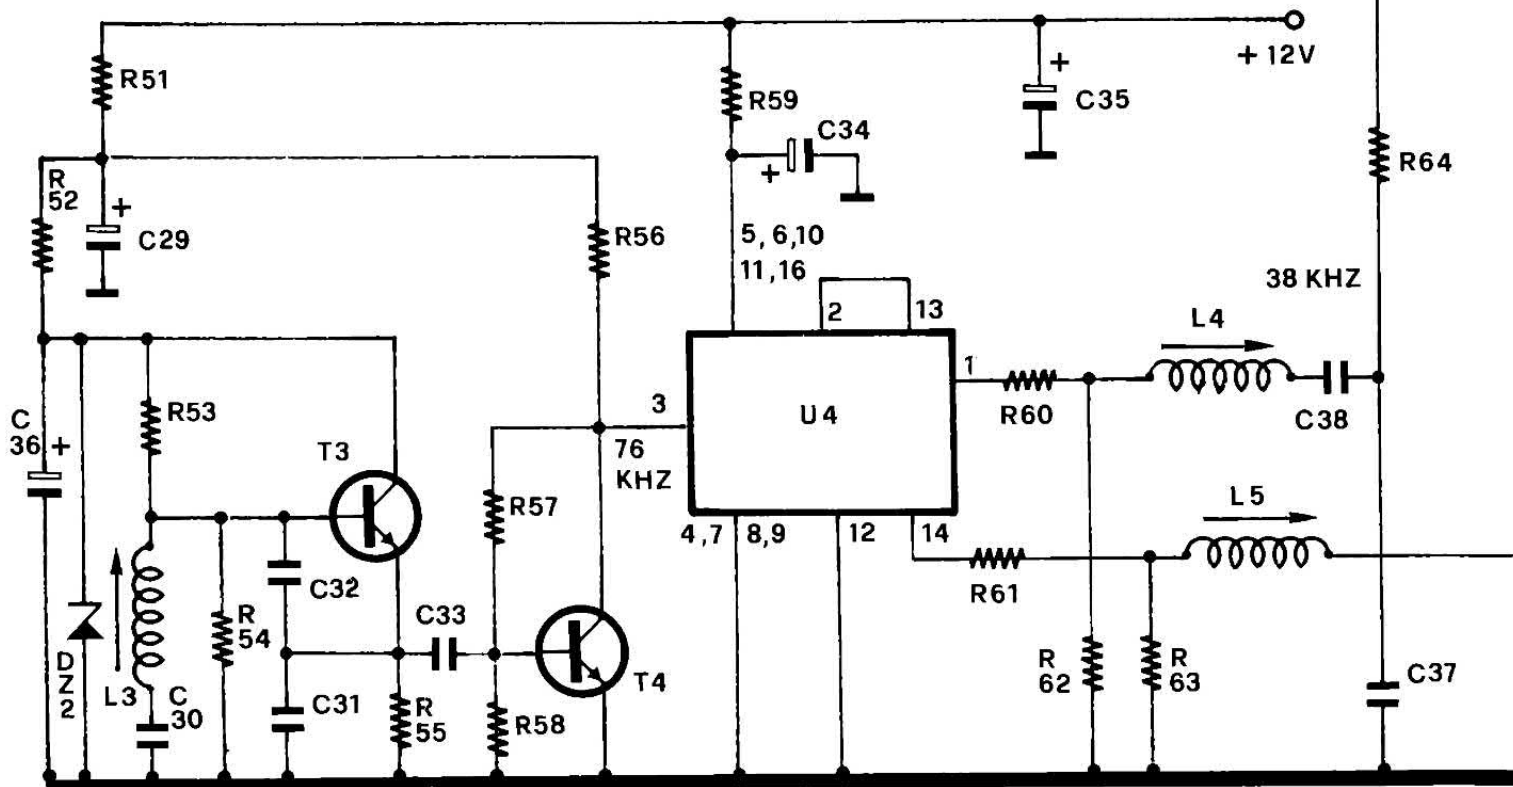 + 12V
R51
R59
C35
C34
+
+
R64
R
52
+
C29
R56
5, 6,10
11,16
38 KHZ
2
13
L4
C
36 +
R53
T3
3
76
KHZ
U4
1
R60
C38
R57
L5
4,7
8,9
12
14
C32
R61
C33
R
54
D
Z
2
L3
C
30
C31
R
55
R58
T4
R
62
R
63
C37